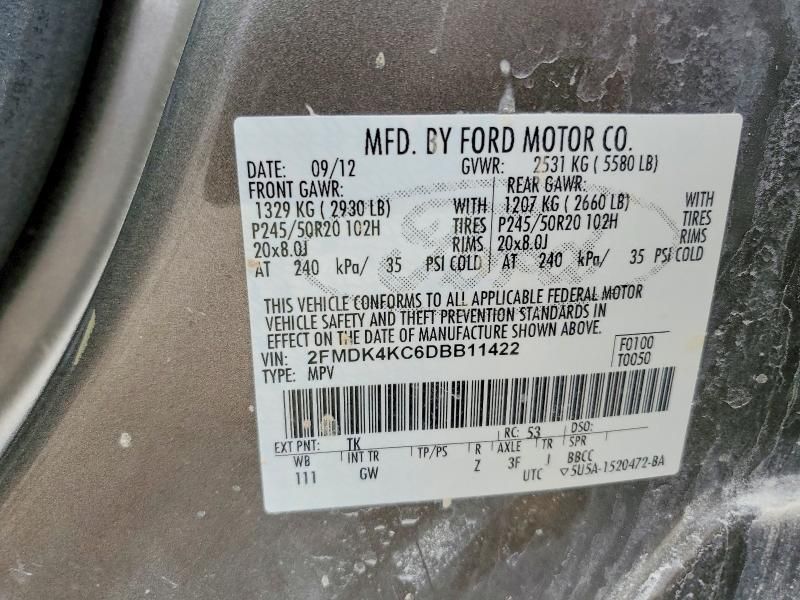 MFD. BY FORD MOTOR CO.
DATE: 09/12 GVWR: 2531 KG ( 5580 LB)
FRONT GAWR: REAR GAWR:
1329 KG ( 2930 LB) WITH 1207 KG ( 2660 LB) WITH
P245/50R20 102H TIRES P245/50R20 102H TIRES
20x8.0J RIMS 20x8.0J RIMS
AT 240 kPa/ 35 PSI COLD AT 240 kPa/ 35 PSI COLD
THIS VEHICLE CONFORMS TO ALL APPLICABLE FEDERAL MOTOR
VEHICLE SAFETY AND THEFT PREVENTION STANDARDS IN
EFFECT ON THE DATE OF MANUFACTURE SHOWN ABOVE.
VIN: 2FMDK4KC6DBB11422 F0100
TYPE: MPV T0050
EXT PNT: TK RC: 53 DSO:
WB INT TR TP/PS R AXLE TR SPR
111 GW Z 3F J BBCC
UTC ▽5U5A-1520472-BA